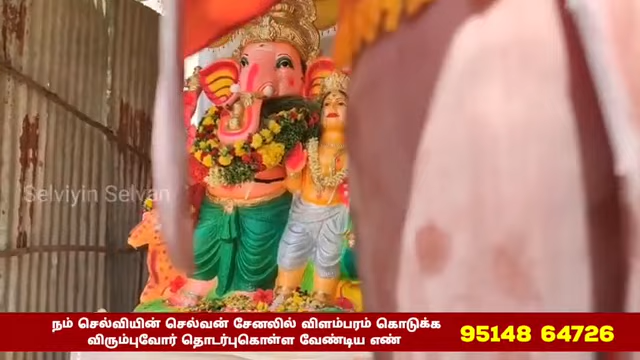 Selviyin Selvan
நம் செல்வியின் செல்வன் சேனலில் விளம்பரம் கொடுக்க
விரும்புவோர் தொடர்புகொள்ள வேண்டிய எண்
95148 64726